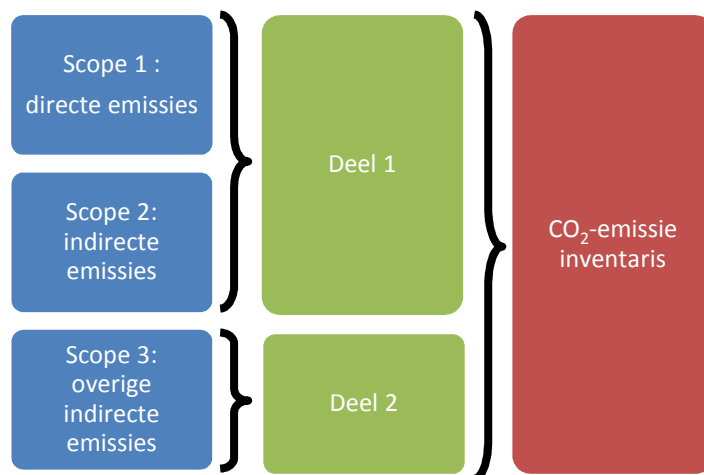 Scope 1 :
directe emissies
Scope 2:
indirecte
emissies
Scope 3:
overige
indirecte
emissies
Deel 1
Deel 2
CO₂-emissie
inventaris